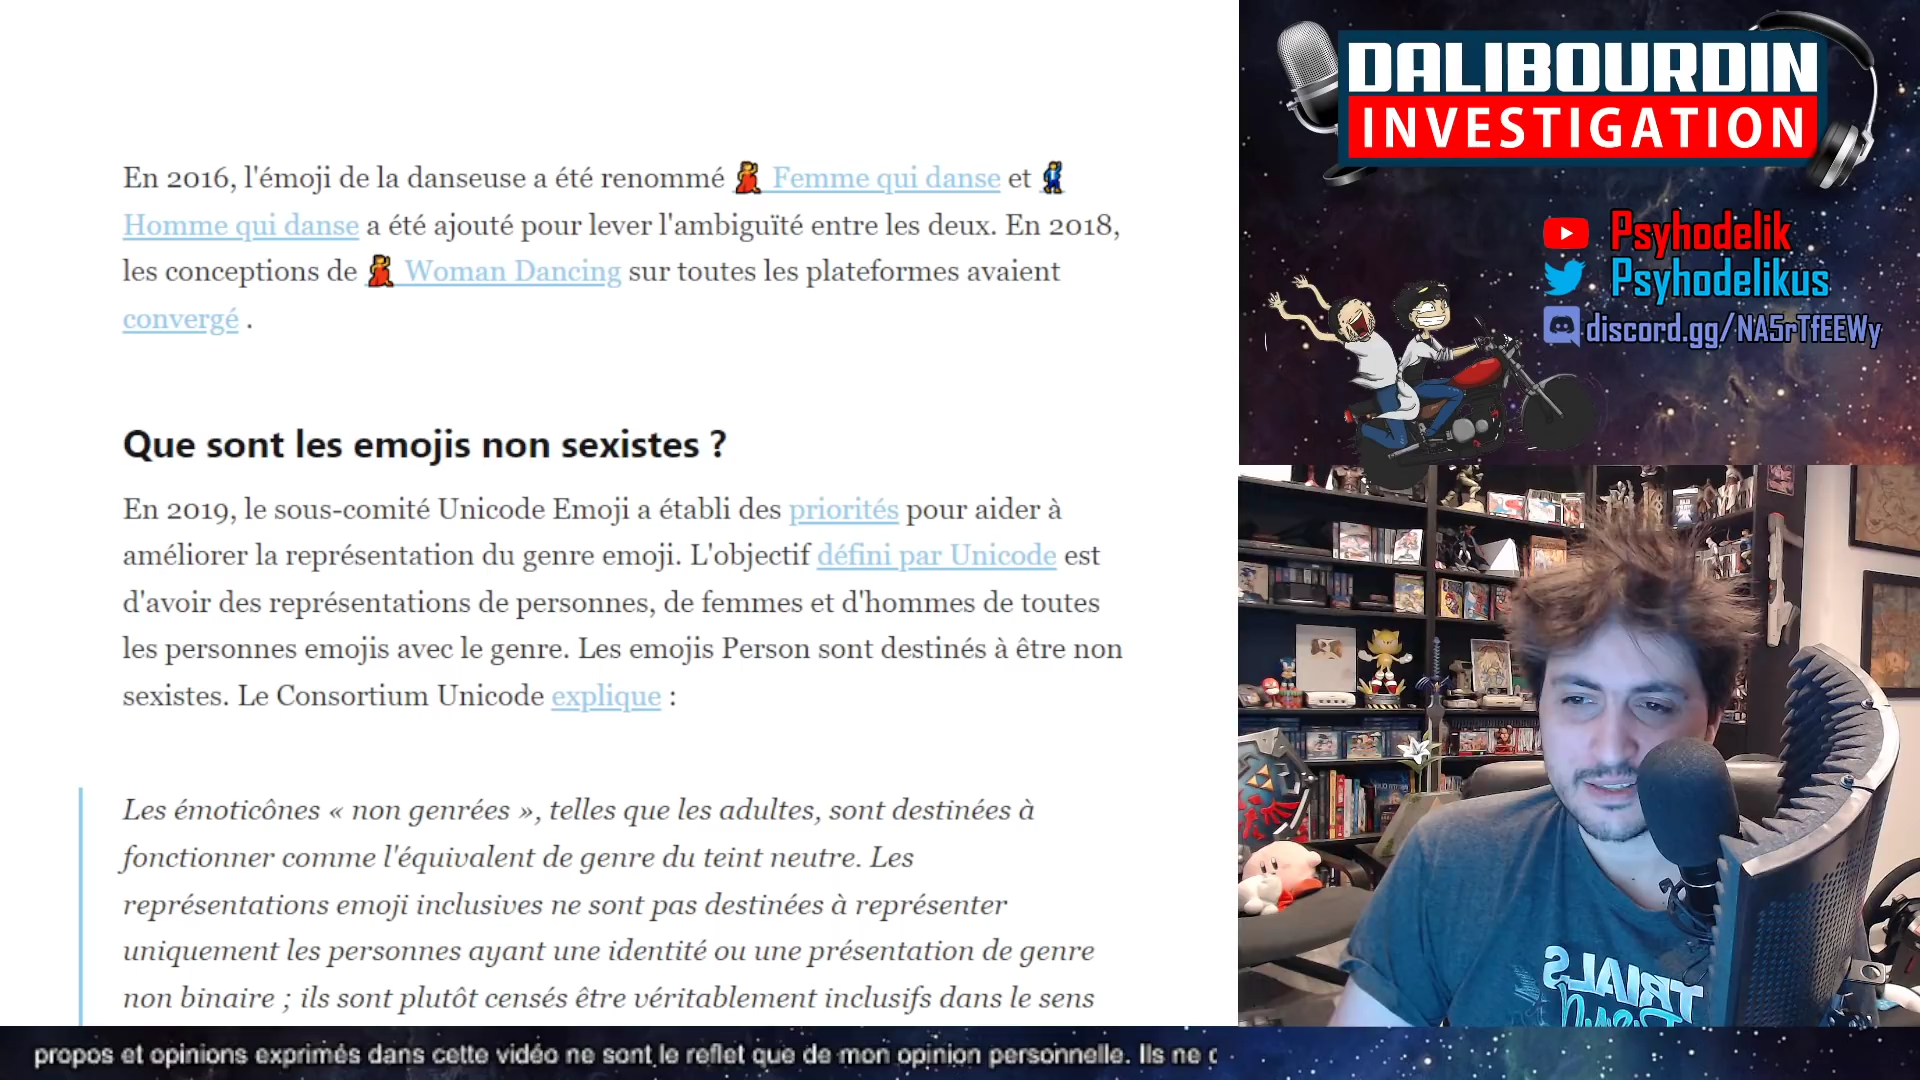 En 2016, l'émoji de la danseuse a été renommé 💃 Femme qui danse et 🕺
Homme qui danse a été ajouté pour lever l'ambiguïté entre les deux. En 2018,
les conceptions de 💃 Woman Dancing sur toutes les plateformes avaient
convergé .
Que sont les emojis non sexistes ?
En 2019, le sous-comité Unicode Emoji a établi des priorités pour aider à
améliorer la représentation du genre emoji. L'objectif défini par Unicode est
d'avoir des représentations de personnes, de femmes et d'hommes de toutes
les personnes emojis avec le genre. Les emojis Person sont destinés à être non
sexistes. Le Consortium Unicode explique :
Les émoticônes « non genrées », telles que les adultes, sont destinées à
fonctionner comme l'équivalent de genre du teint neutre. Les
représentations emoji inclusives ne sont pas destinées à représenter
uniquement les personnes ayant une identité ou une présentation de genre
non binaire ; ils sont plutôt censés être véritablement inclusifs dans le sens
propos et opinions exprimés dans cette vidéo ne sont le reflet que de mon opinion personnelle. Ils ne
DALIBOURDIN
INVESTIGATION
Psyhodelik
Psyhodelikus
discord.gg/NA5rTfEEWy
TRIALS